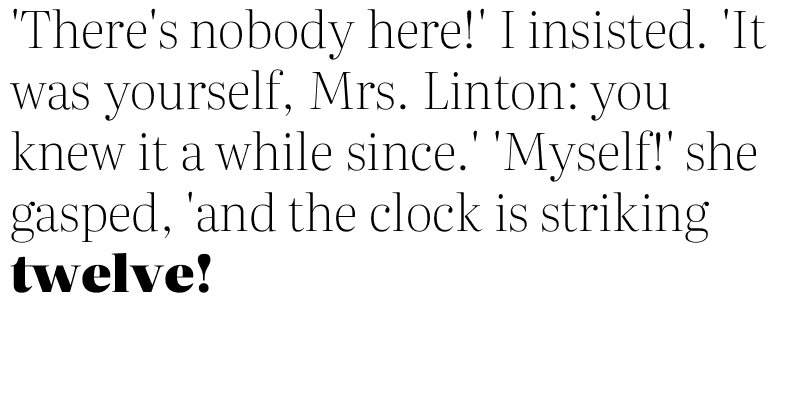 'There's nobody here!' I insisted. 'It
was yourself, Mrs. Linton: you
knew it a while since.' 'Myself!' she
gasped, 'and the clock is striking
twelve!